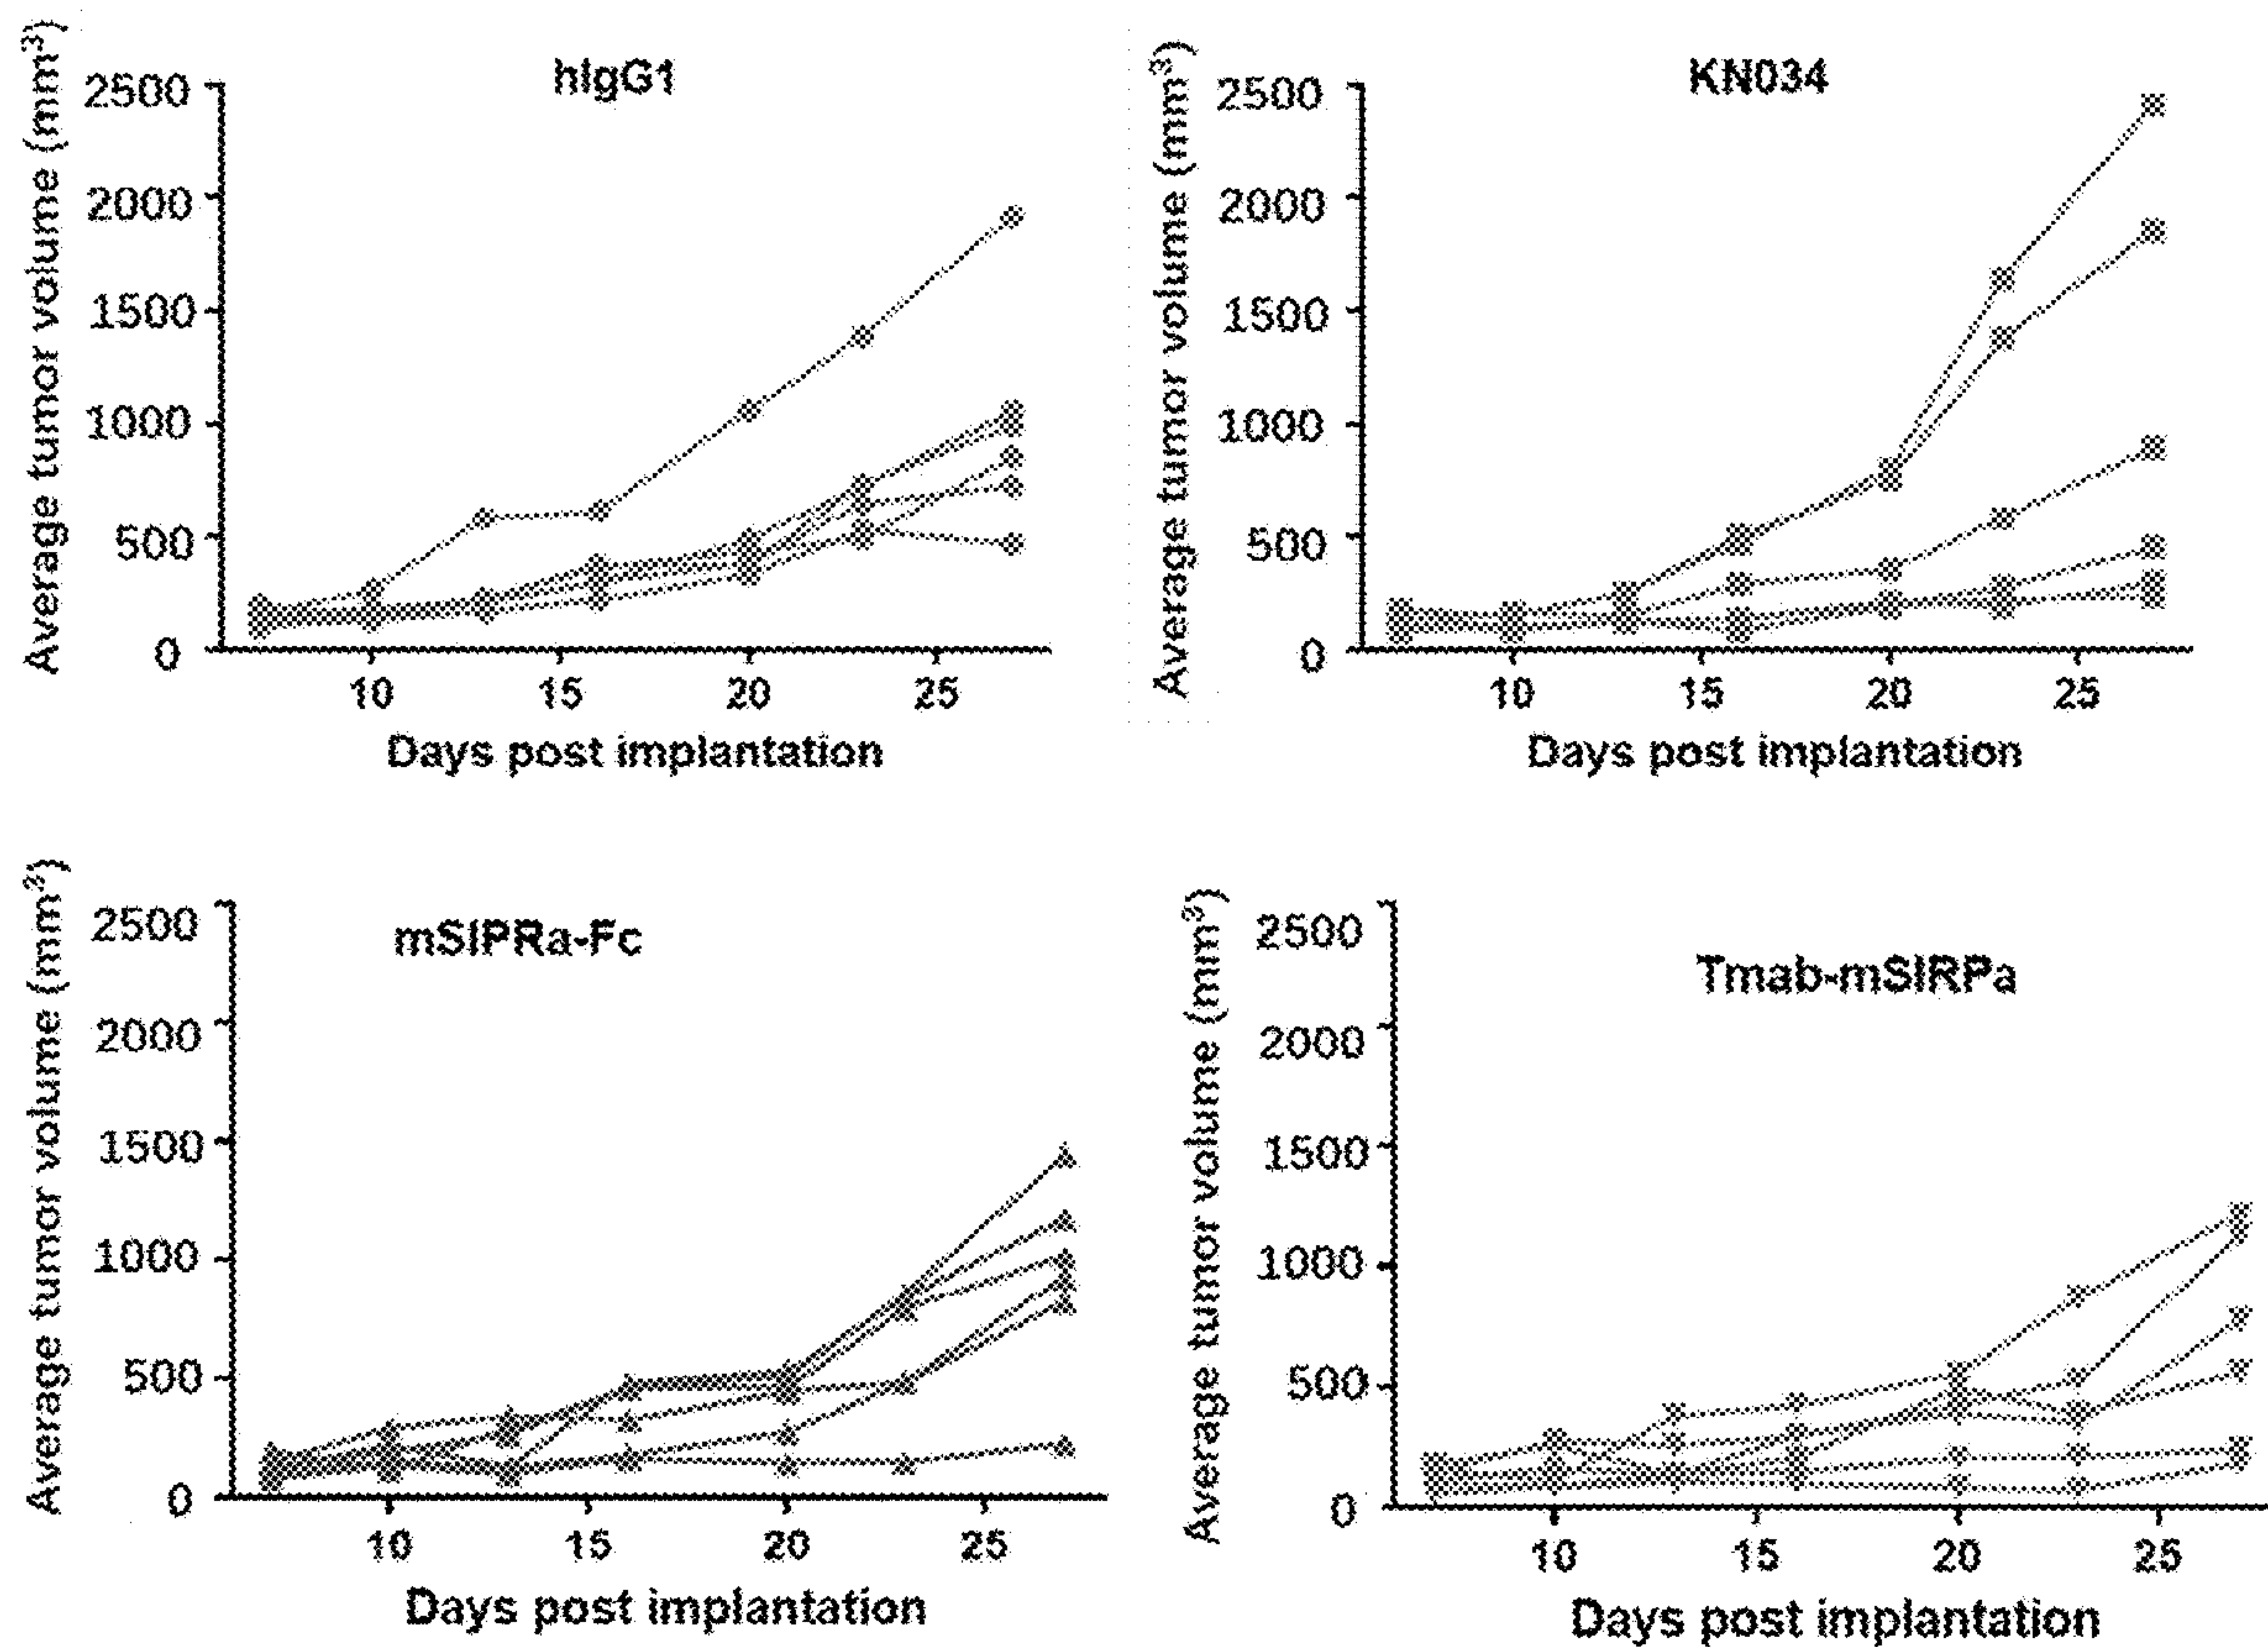 hIgG1
Average tumor volume (mm³)
2500
2000
1500
1000
500
0
10 15 20 25
Days post implantation
KN034
Average tumor volume (mm³)
2500
2000
1500
1000
500
0
10 15 20 25
Days post implantation
mSIPRa-Fc
Average tumor volume (mm³)
2500
2000
1500
1000
500
0
10 15 20 25
Days post implantation
Tmab-mSIRPa
Average tumor volume (mm³)
2500
2000
1500
1000
500
0
10 15 20 25
Days post implantation